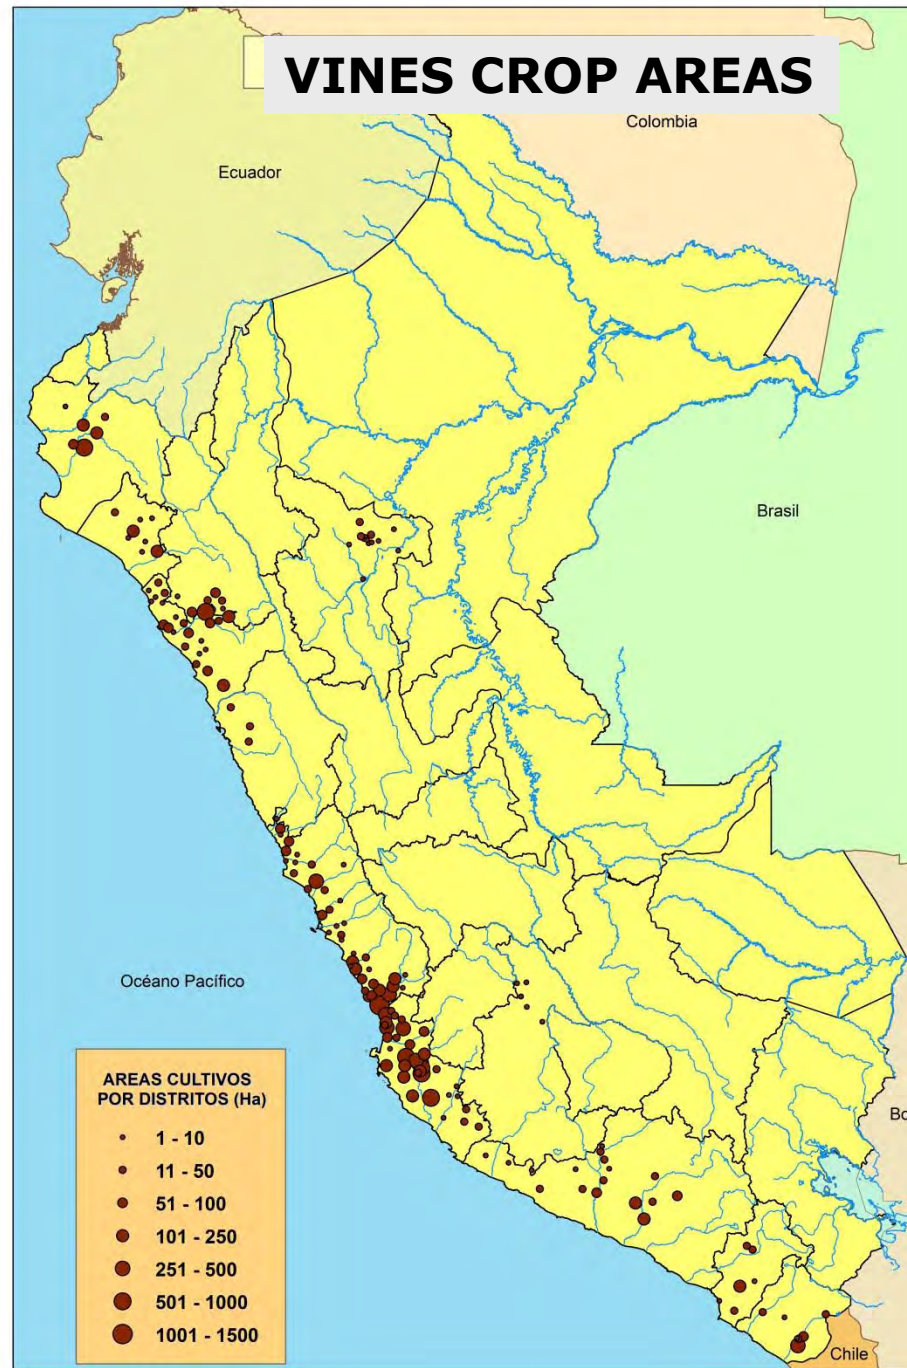 VINES CROP AREAS
Colombia
Ecuador
Brasil
Océano Pacífico
AREAS CULTIVOS
POR DISTRITOS (Ha)
1 - 10
11 - 50
51 - 100
101 - 250
251 - 500
501 - 1000
1001 - 1500
Bo
Chile